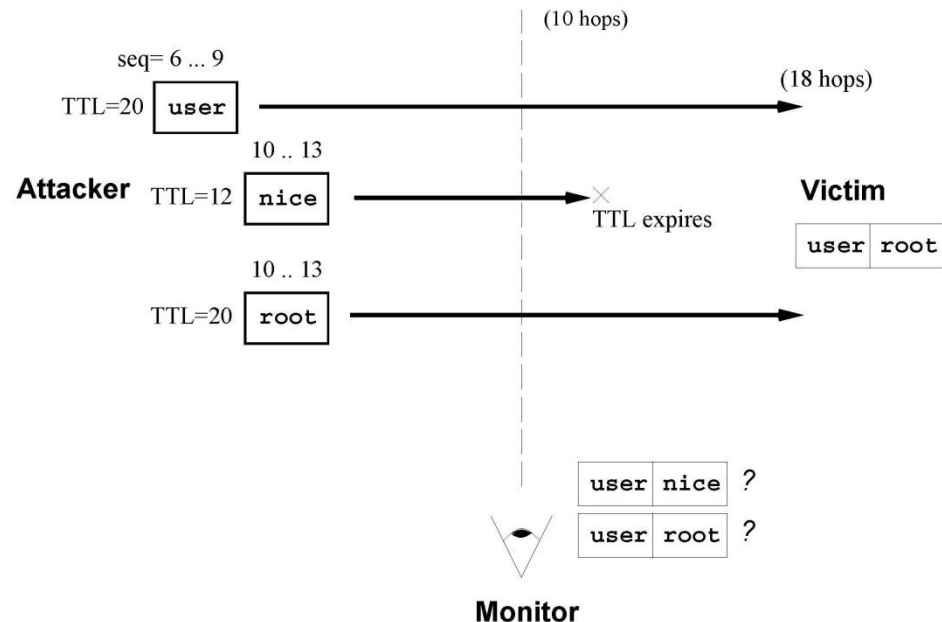 (10 hops)
seq= 6 ... 9
(18 hops)
TTL=20 user
10 .. 13
Attacker TTL=12 nice
TTL expires
Victim
user root
10 .. 13
TTL=20 root
user nice ?
user root ?
Monitor